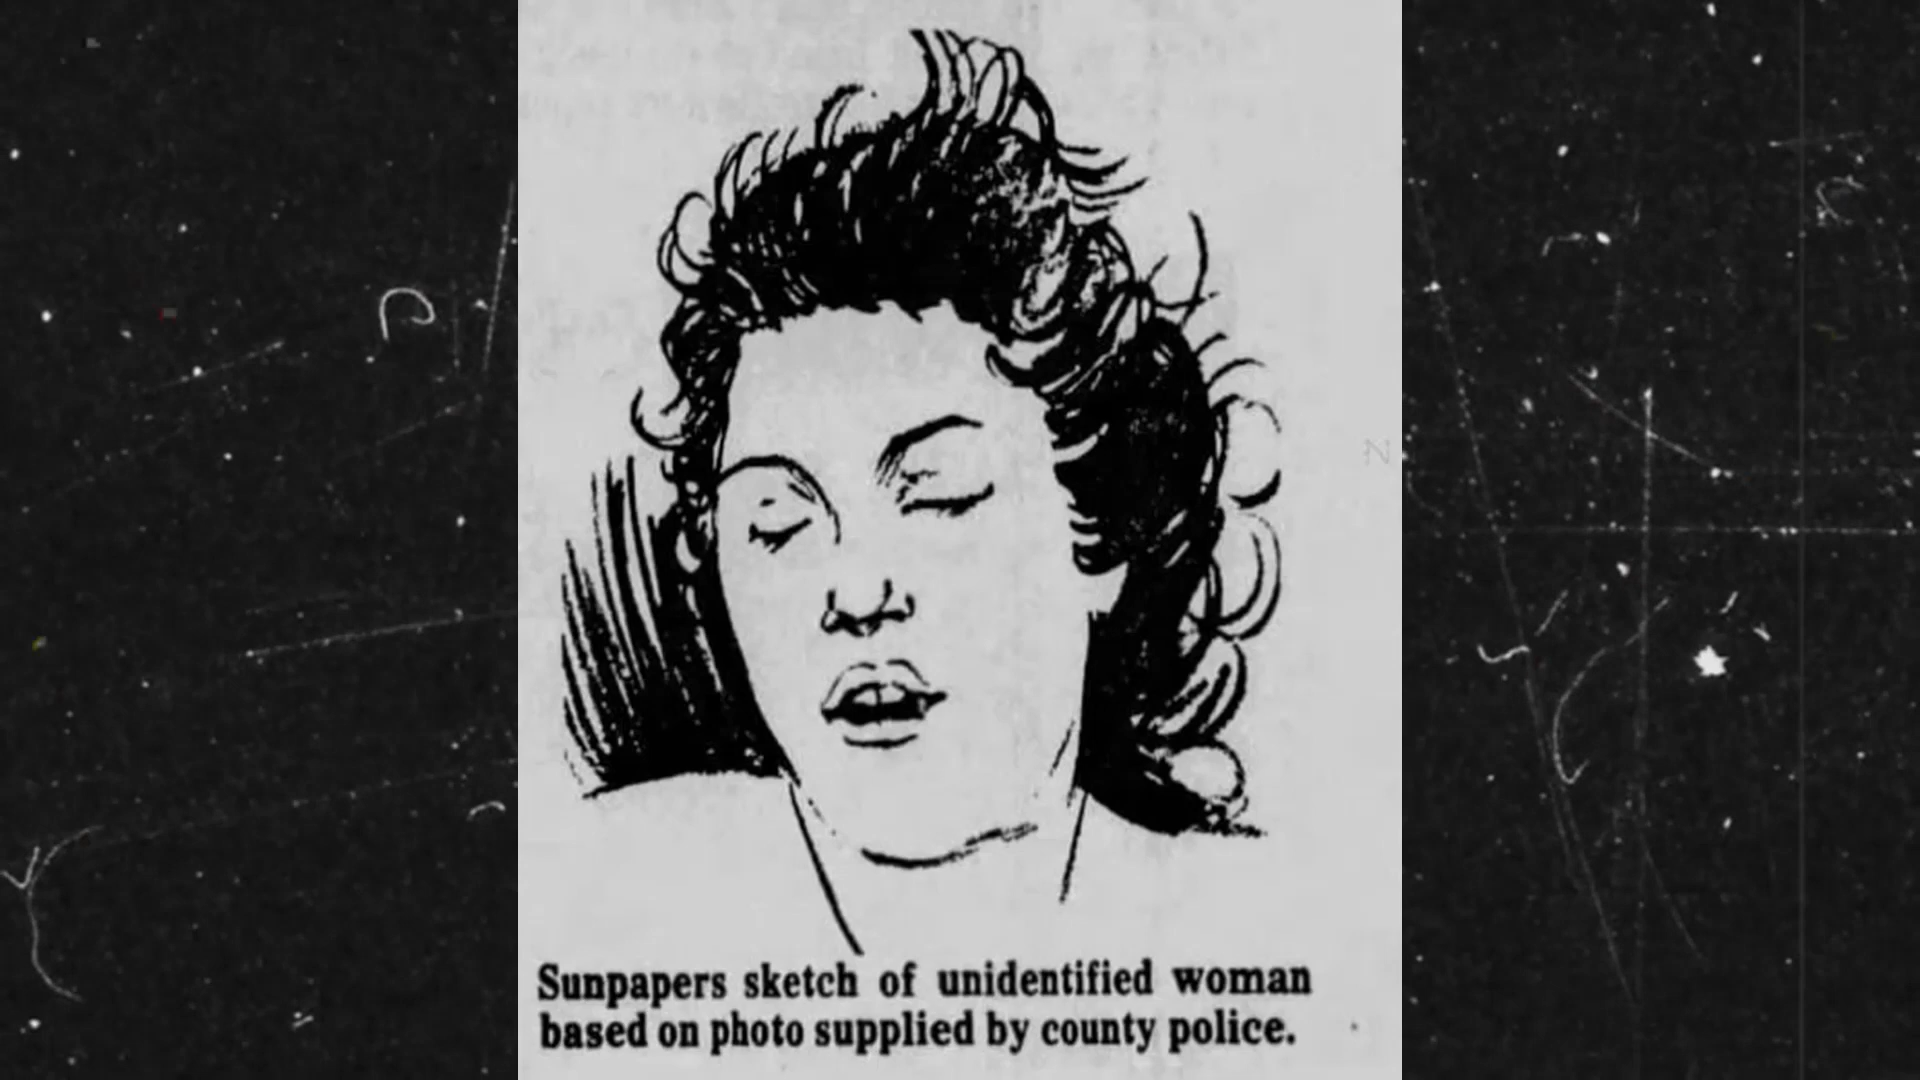 Sunpapers sketch of unidentified woman
based on photo supplied by county police.